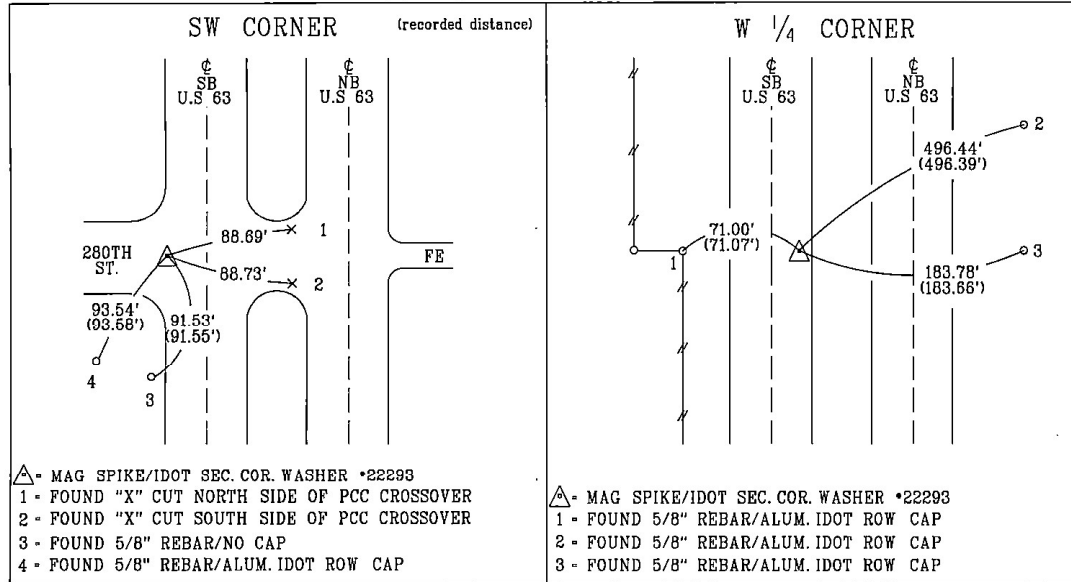 SW CORNER
(recorded distance)
℄
SB
U.S 63
℄
NB
U.S 63
88.69'
1
280TH
ST.
88.73'
2
FE
93.54'
(93.68')
91.53'
(91.55')
4
3
= MAG SPIKE/IDOT SEC. COR. WASHER •22293
1 = FOUND "X" CUT NORTH SIDE OF PCC CROSSOVER
2 = FOUND "X" CUT SOUTH SIDE OF PCC CROSSOVER
3 = FOUND 5/8" REBAR/NO CAP
4 = FOUND 5/8" REBAR/ALUM. IDOT ROW CAP
W 1/4 CORNER
℄
SB
U.S 63
℄
NB
U.S 63
2
496.44'
(496.39')
71.00'
(71.07')
1
3
183.78'
(183.66')
= MAG SPIKE/IDOT SEC. COR. WASHER •22293
1 = FOUND 5/8" REBAR/ALUM. IDOT ROW CAP
2 = FOUND 5/8" REBAR/ALUM. IDOT ROW CAP
3 = FOUND 5/8" REBAR/ALUM. IDOT ROW CAP